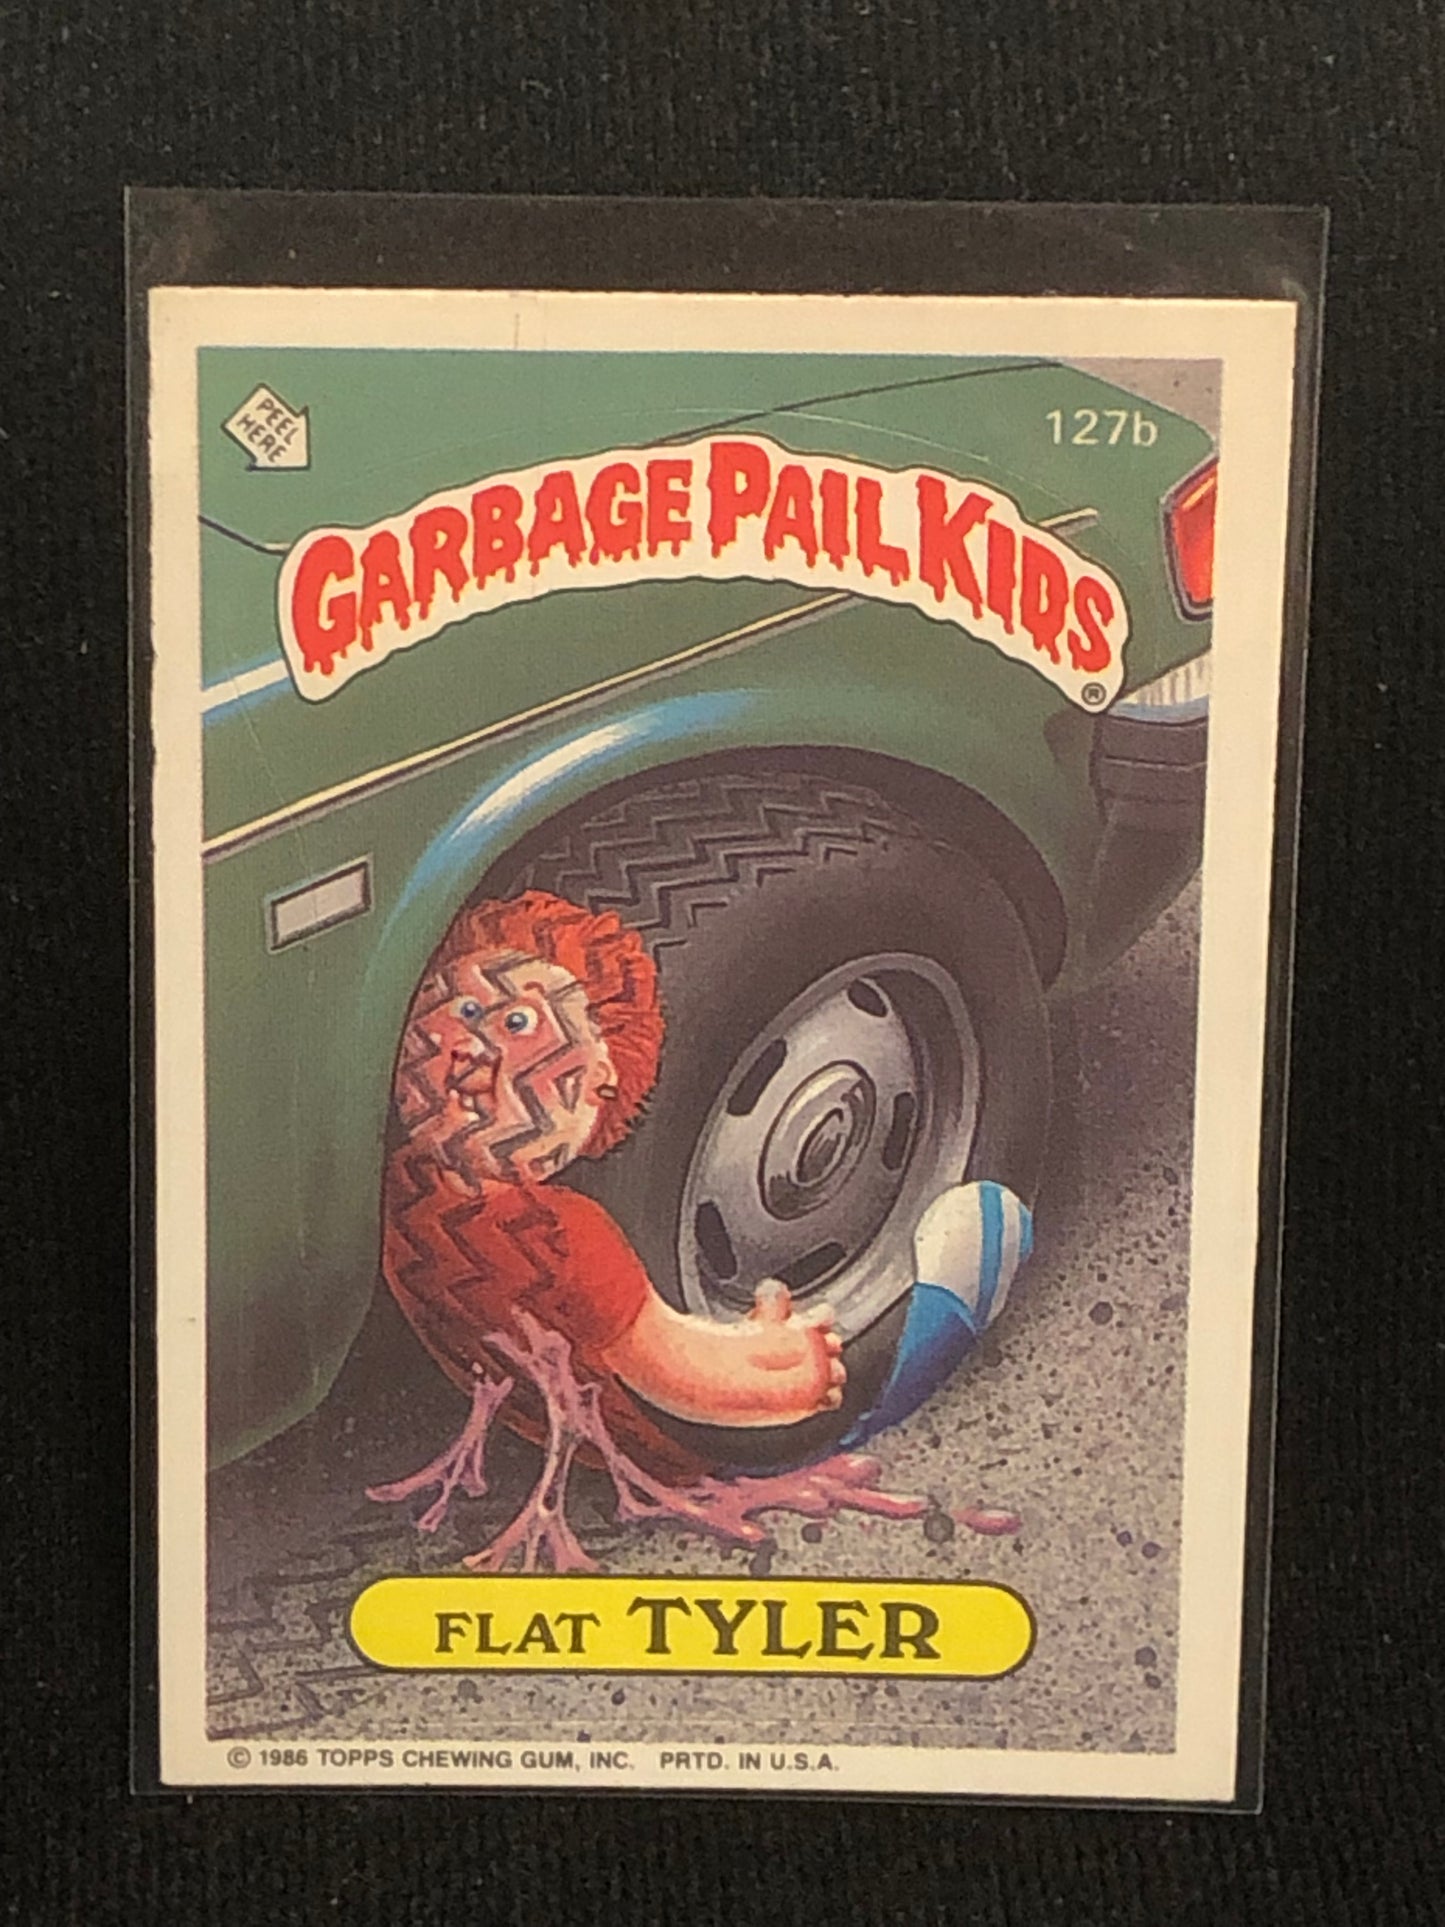 PEEL
HERE
127b
GARBAGE PAIL KIDS
®
FLAT TYLER
© 1986 TOPPS CHEWING GUM, INC. PRTD. IN U.S.A.